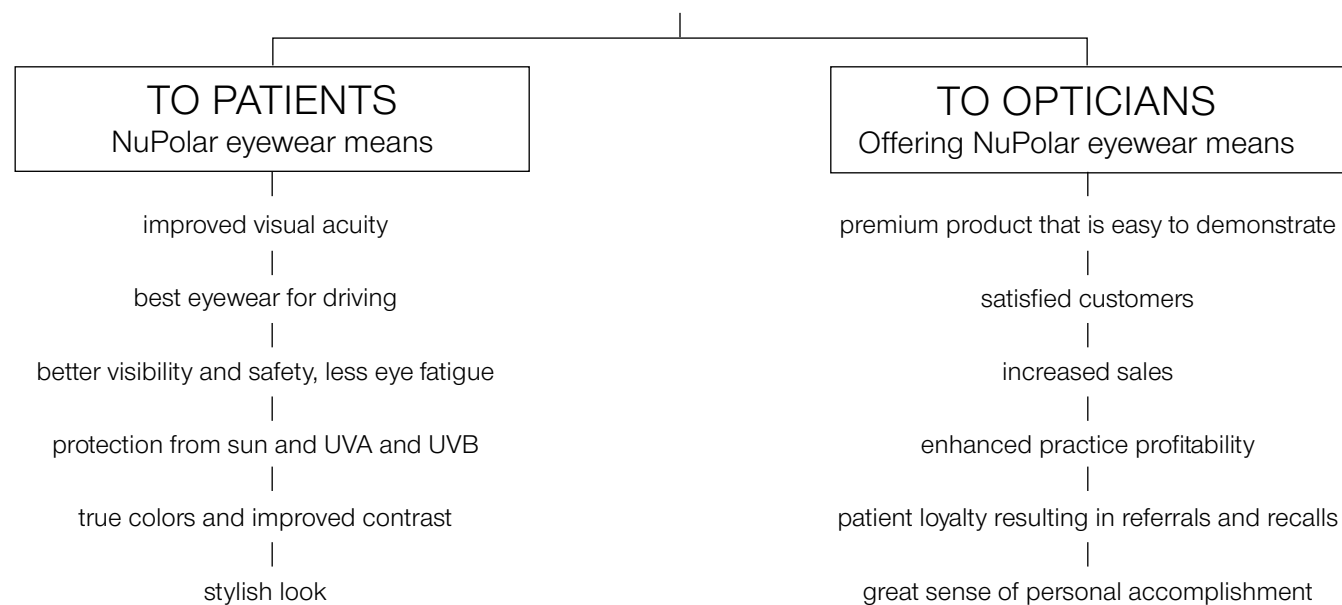 TO PATIENTS
NuPolar eyewear means
improved visual acuity
best eyewear for driving
better visibility and safety, less eye fatigue
protection from sun and UVA and UVB
true colors and improved contrast
stylish look
TO OPTICIANS
Offering NuPolar eyewear means
premium product that is easy to demonstrate
satisfied customers
increased sales
enhanced practice profitability
patient loyalty resulting in referrals and recalls
great sense of personal accomplishment